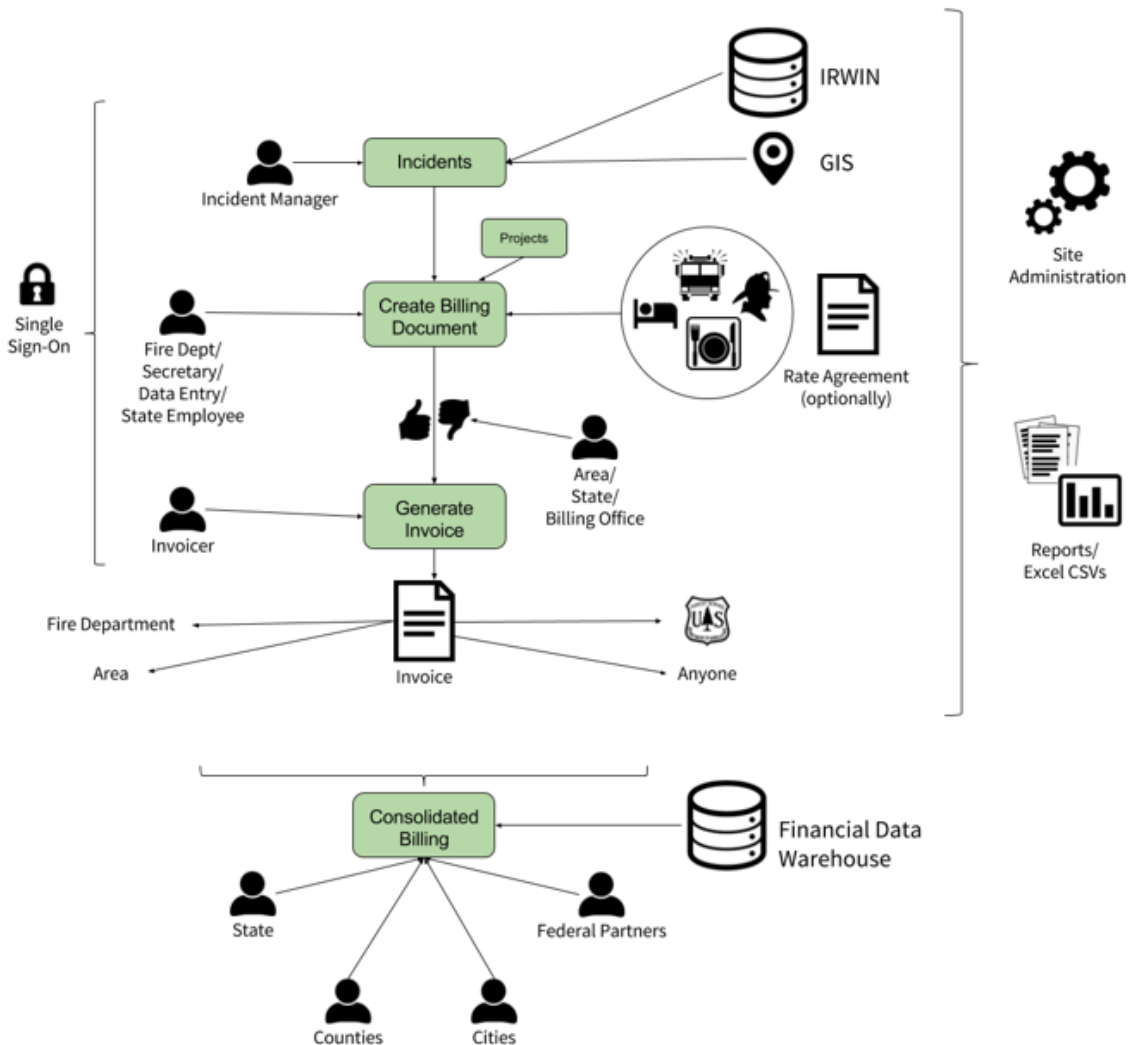 IRWIN
Incidents
GIS
Incident Manager
Projects
Site
Administration
Single
Sign-On
Create Billing
Document
Fire Dept/
Secretary/
Data Entry/
State Employee
Rate Agreement
(optionally)
Area/
State/
Billing Office
Generate
Invoice
Invoicer
Reports/
Excel CSVs
Fire Department
U S
Area
Invoice
Anyone
Consolidated
Billing
Financial Data
Warehouse
State
Federal Partners
Counties
Cities